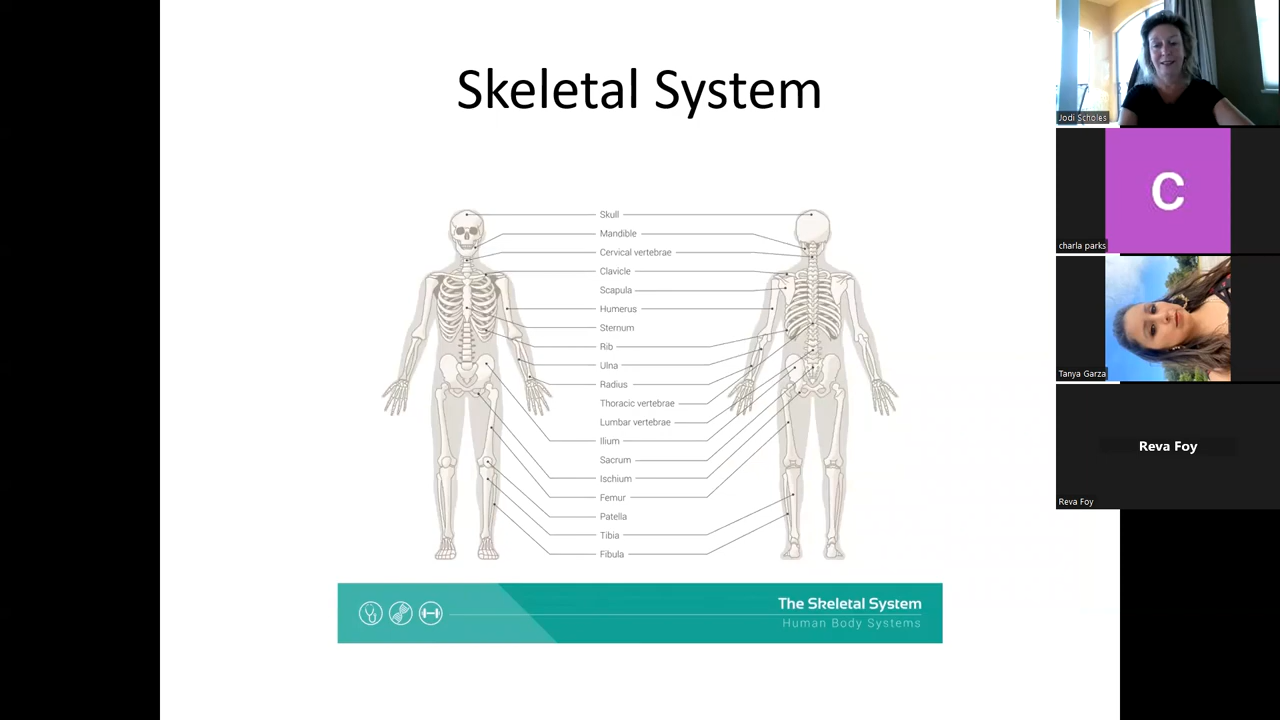 Skeletal System
Skull
Mandible
Cervical vertebrae
Clavicle
Scapula
Humerus
Sternum
Rib
Ulna
Radius
Thoracic vertebrae
Lumbar vertebrae
Ilium
Sacrum
Ischium
Femur
Patella
Tibia
Fibula
The Skeletal System
Human Body Systems
Jodi Scholes
C
charla parks
Tanya Garza
Reva Foy
Reva Foy